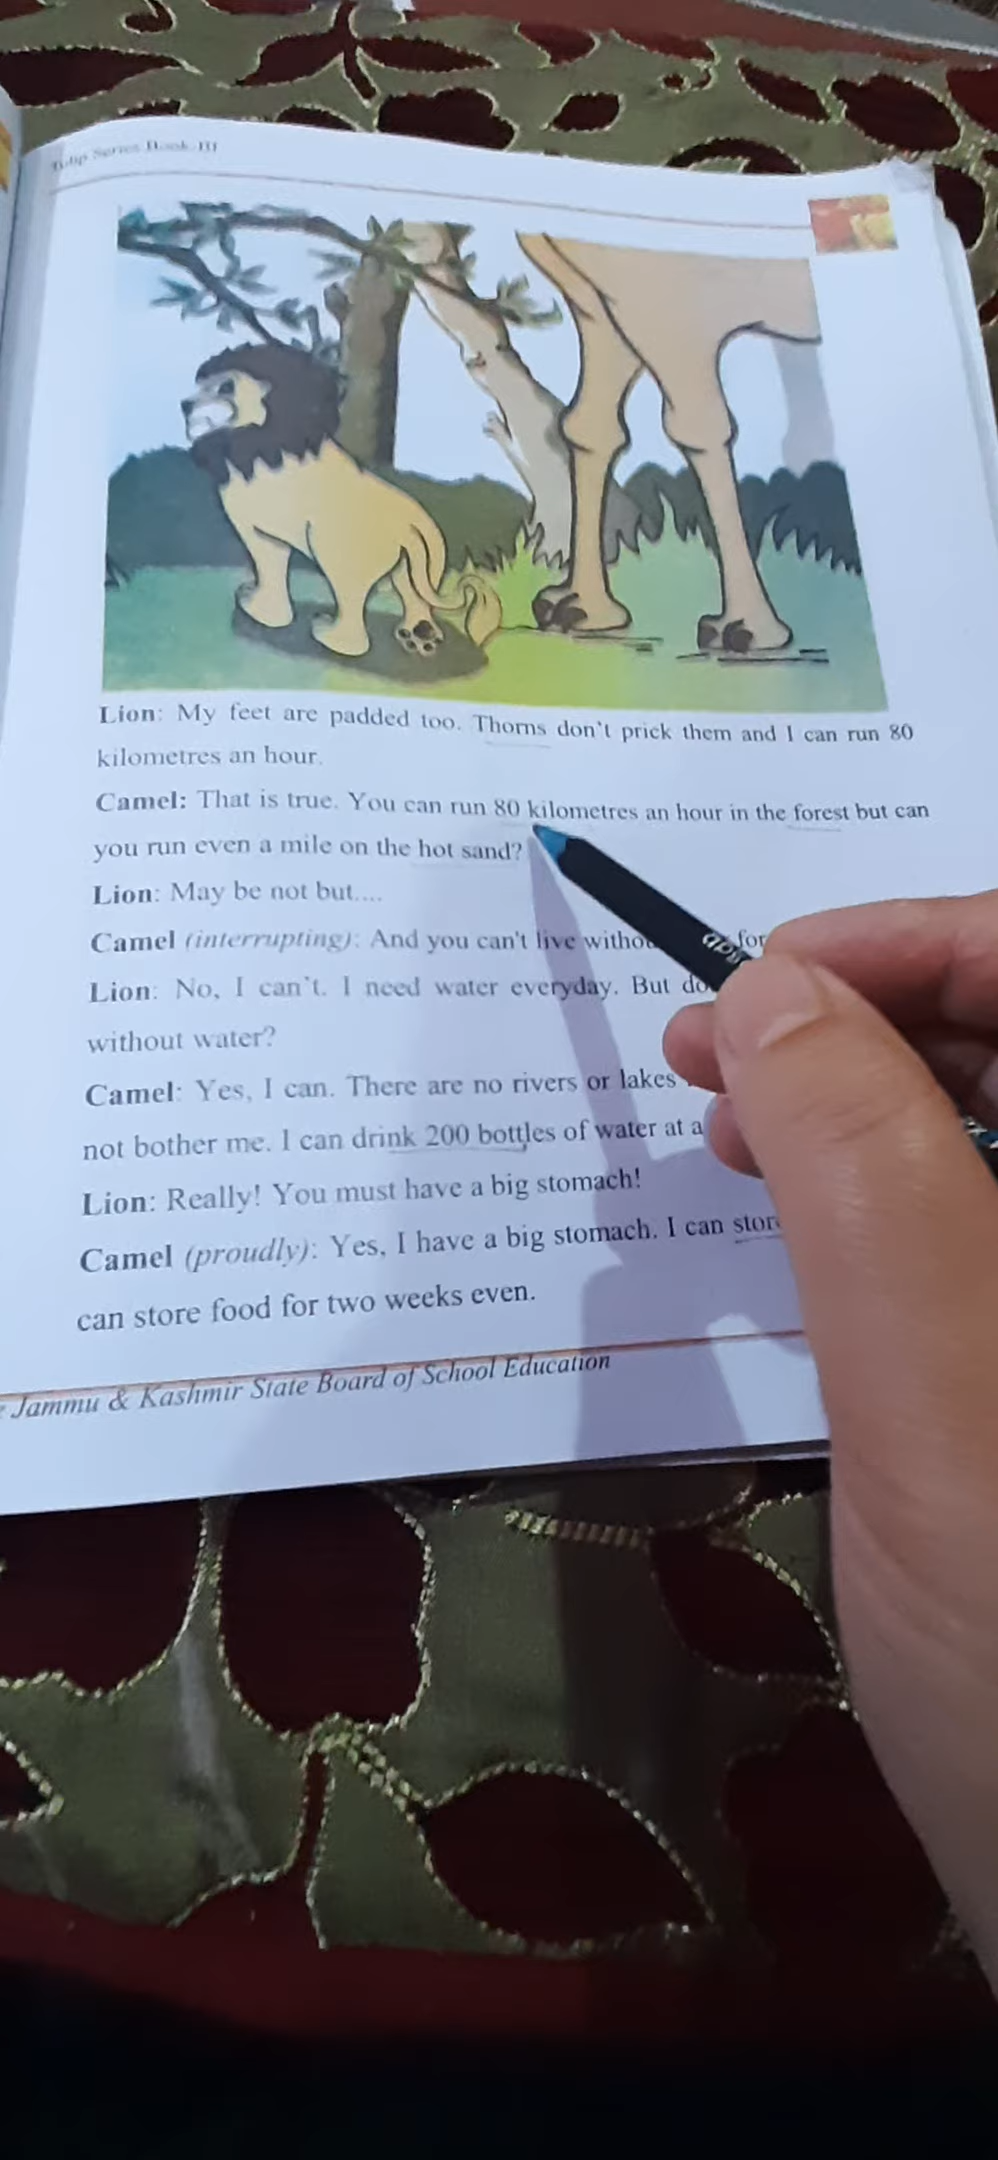 Tulip Series Book-III
Lion: My feet are padded too. Thorns don't prick them and I can run 80
kilometres an hour.
Camel: That is true. You can run 80 kilometres an hour in the forest but can
you run even a mile on the hot sand?
Lion: May be not but....
Camel (interrupting): And you can't live for
Lion: No, I can't. I need water everyday. But
without water?
Camel: Yes, I can. There are no rivers or lakes
not bother me. I can drink 200 bottles of water at a
Lion: Really! You must have a big stomach!
Camel (proudly): Yes, I have a big stomach. I can
can store food for two weeks even.
Jammu & Kashmir State Board of School Education